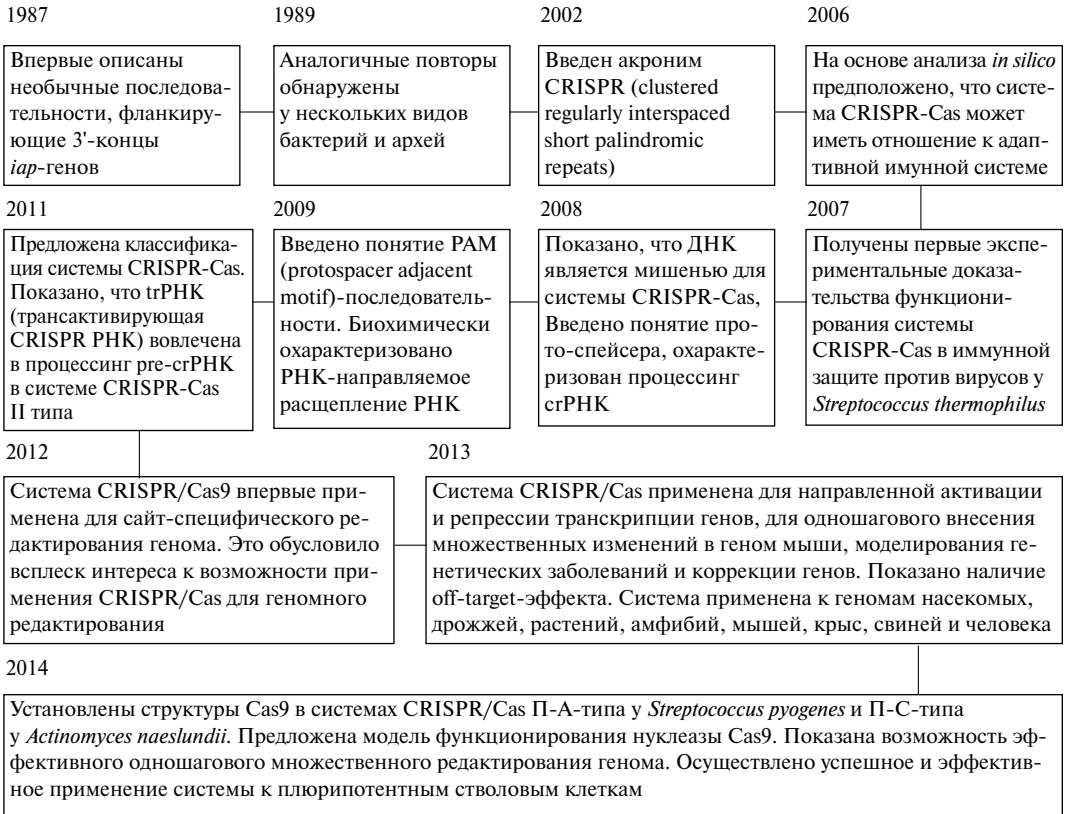 1987
1989
2002
2006
Впервые описаны
необычные последова-
тельности, фланкиру-
ющие 3'-концы
iap-генов
Аналогичные повторы
обнаружены
у нескольких видов
бактерий и архей
Введен акроним
CRISPR (clustered
regularly interspaced
short palindromic
repeats)
На основе анализа in silico
предположено, что систе-
ма CRISPR-Cas может
иметь отношение к адап-
тивной имунной системе
2011
2009
2008
2007
Предложена классифика-
ция системы CRISPR-Cas.
Показано, что trРНК
(трансактивирующая
CRISPR РНК) вовлечена
в процессинг pre-crРНК
в системе CRISPR-Cas
II типа
Введено понятие PAM
(protospacer adjacent
motif)-последователь-
ности. Биохимически
охарактеризовано
РНК-направляемое
расщепление РНК
Показано, что ДНК
является мишенью для
системы CRISPR-Cas,
Введено понятие про-
то-спейсера, охаракте-
ризован процессинг
crРНК
Получены первые экспе-
риментальные доказа-
тельства функциони-
рования системы
CRISPR-Cas в иммунной
защите против вирусов у
Streptococcus thermophilus
2012
2013
Система CRISPR/Cas9 впервые при-
менена для сайт-специфического ре-
дактирования генома. Это обусловило
всплеск интереса к возможности при-
менения CRISPR/Cas для геномного
редактирования
Система CRISPR/Cas применена для направленной активации
и репрессии транскрипции генов, для одношагового внесения
множественных изменений в геном мыши, моделирования ге-
нетических заболеваний и коррекции генов. Показано наличие
off-target-эффекта. Система применена к геномам насекомых,
дрожжей, растений, амфибий, мышей, крыс, свиней и человека
2014
Установлены структуры Cas9 в системах CRISPR/Cas П-А-типа у Streptococcus pyogenes и П-С-типа
у Actinomyces naeslundii. Предложена модель функционирования нуклеазы Cas9. Показана возможность эф-
фективного одношагового множественного редактирования генома. Осуществлено успешное и эффектив-
ное применение системы к плюрипотентным стволовым клеткам